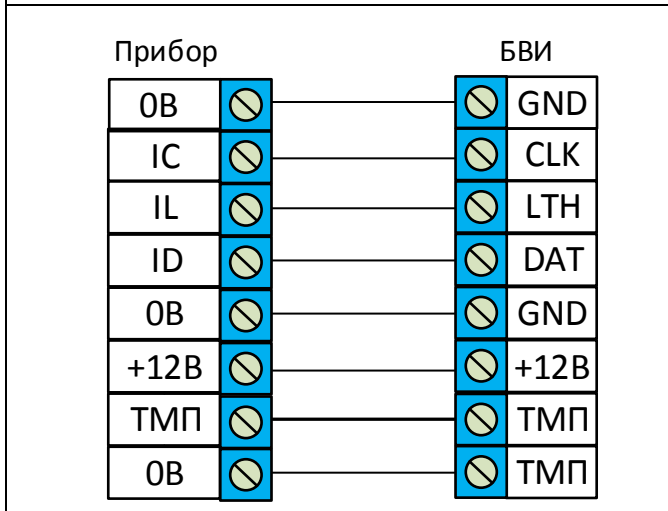 Прибор БВИ
0В GND
IC CLK
IL LTH
ID DAT
0В GND
+12В +12В
ТМП ТМП
0В ТМП